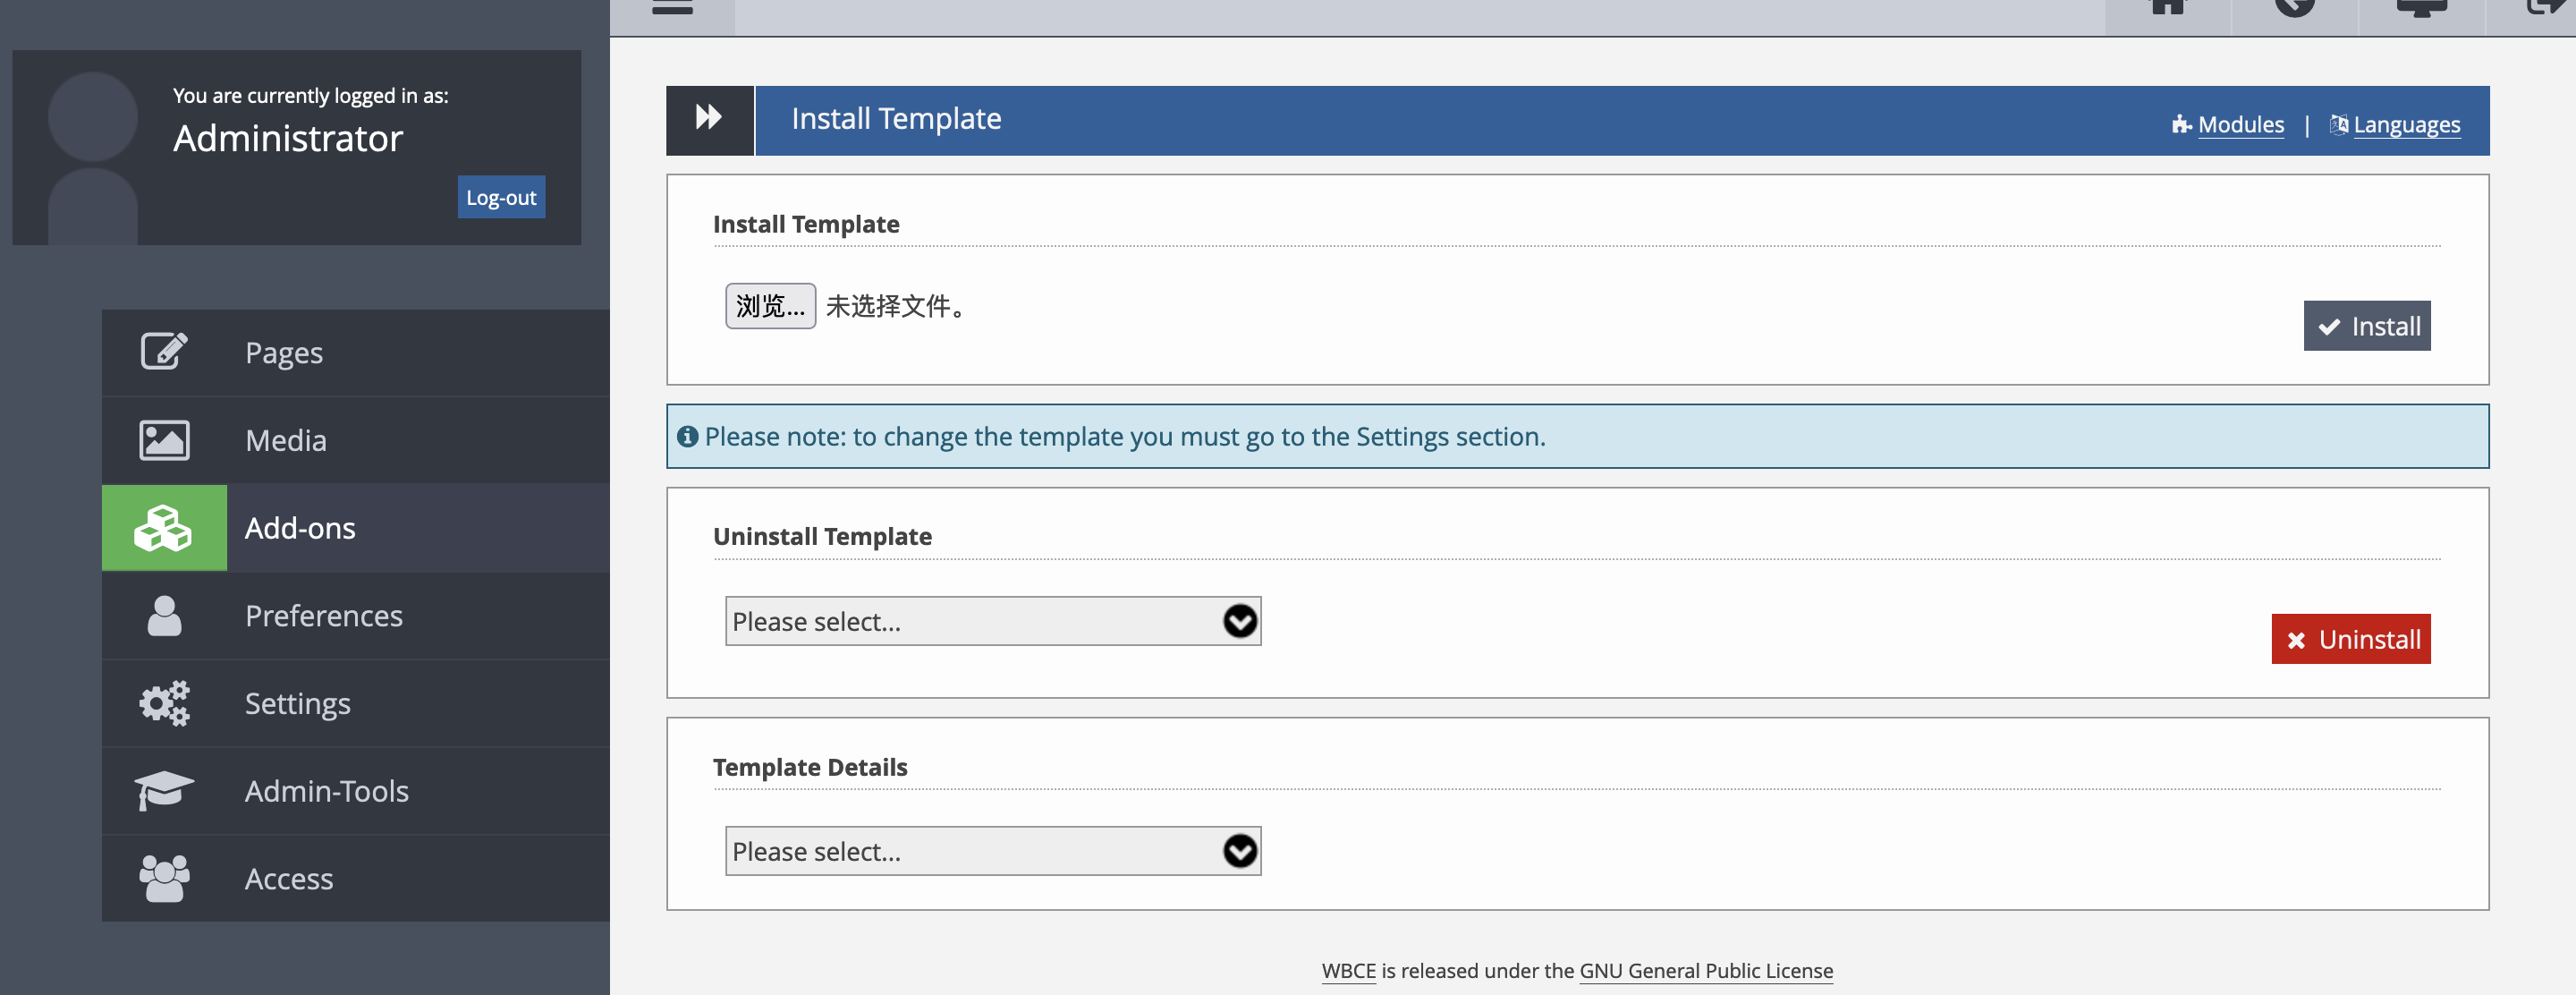 You are currently logged in as:
Administrator
Log-out
Pages
Media
Add-ons
Preferences
Settings
Admin-Tools
Access
Install Template
Modules | Languages
Install Template
浏览... 未选择文件。
Install
Please note: to change the template you must go to the Settings section.
Uninstall Template
Please select...
Uninstall
Template Details
Please select...
WBCE is released under the GNU General Public License